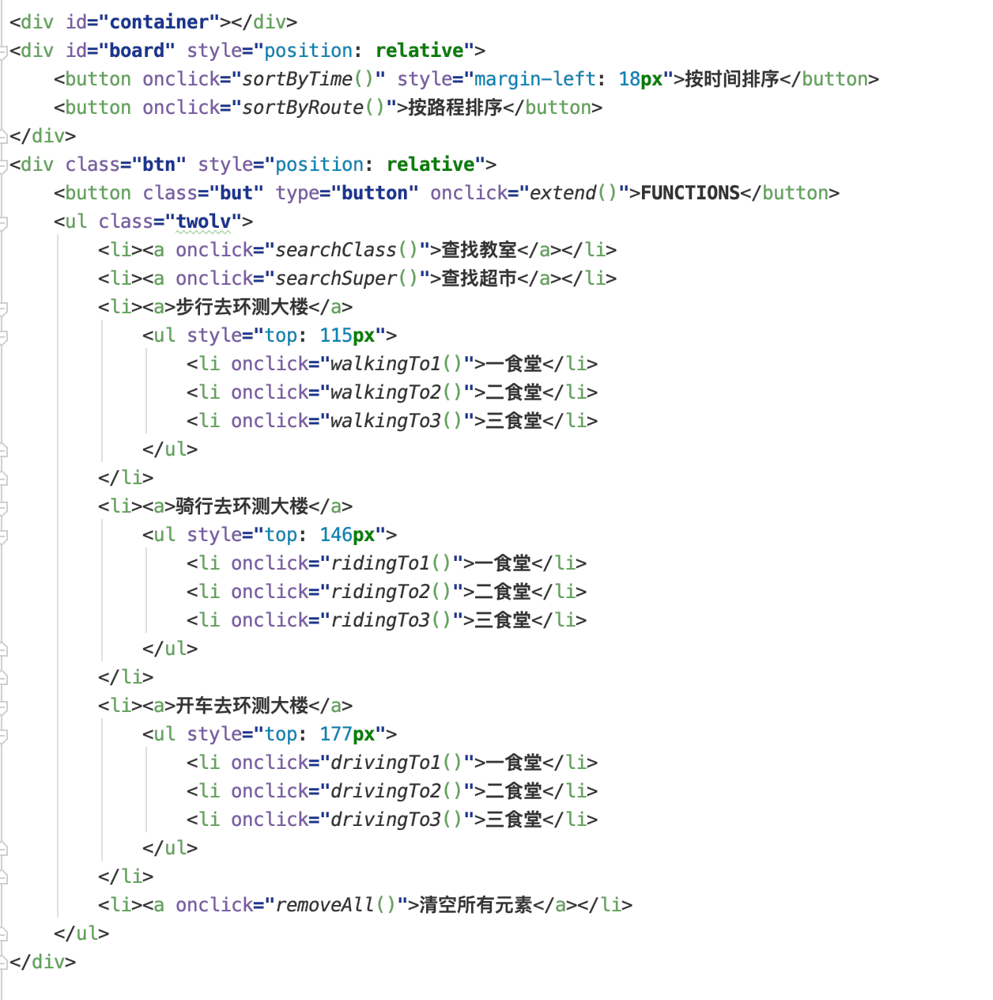 <div id="container"></div>
<div id="board" style="position: relative">
    <button onclick="sortByTime()" style="margin-left: 18px">按时间排序</button>
    <button onclick="sortByRoute()">按路程排序</button>
</div>
<div class="btn" style="position: relative">
    <button class="but" type="button" onclick="extend()">FUNCTIONS</button>
    <ul class="twolv">
        <li><a onclick="searchClass()">查找教室</a></li>
        <li><a onclick="searchSuper()">查找超市</a></li>
        <li><a>步行去环测大楼</a>
            <ul style="top: 115px">
                <li onclick="walkingTo1()">一食堂</li>
                <li onclick="walkingTo2()">二食堂</li>
                <li onclick="walkingTo3()">三食堂</li>
            </ul>
        </li>
        <li><a>骑行去环测大楼</a>
            <ul style="top: 146px">
                <li onclick="ridingTo1()">一食堂</li>
                <li onclick="ridingTo2()">二食堂</li>
                <li onclick="ridingTo3()">三食堂</li>
            </ul>
        </li>
        <li><a>开车去环测大楼</a>
            <ul style="top: 177px">
                <li onclick="drivingTo1()">一食堂</li>
                <li onclick="drivingTo2()">二食堂</li>
                <li onclick="drivingTo3()">三食堂</li>
            </ul>
        </li>
        <li><a onclick="removeAll()">清空所有元素</a></li>
    </ul>
</div>